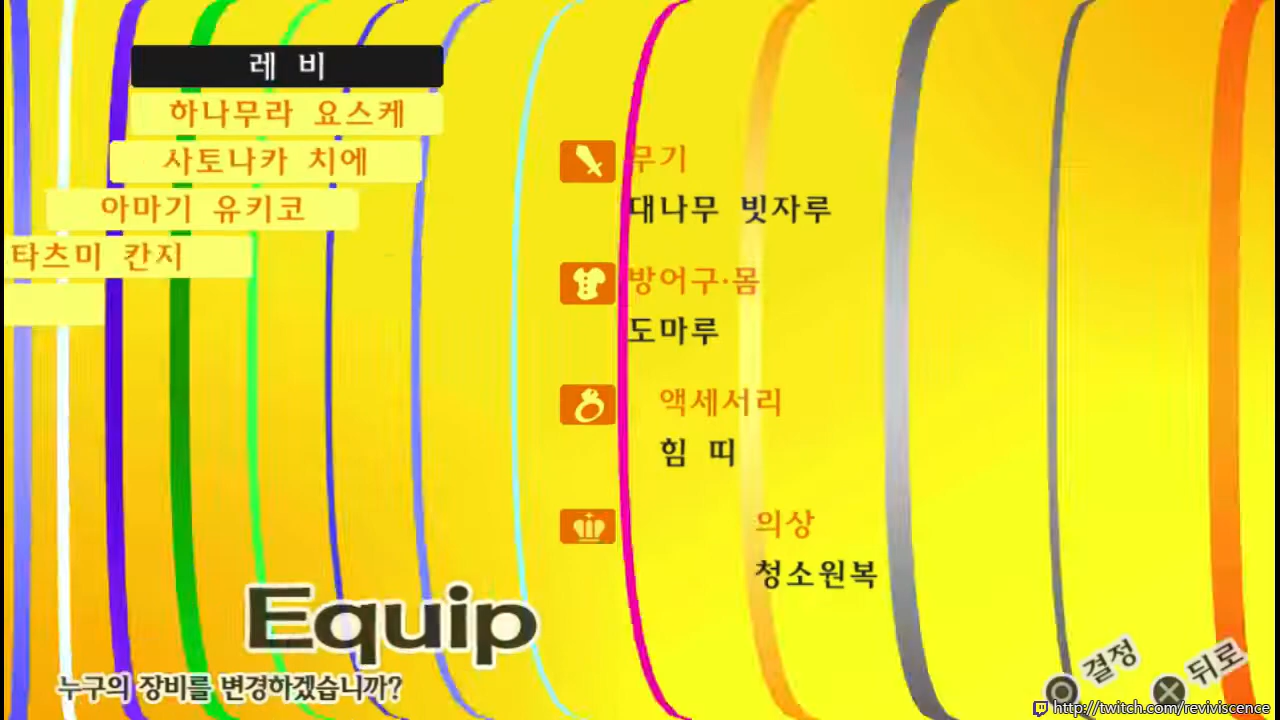 레 비
하나무라 요스케
사토나카 치에
아마기 유키코
타츠미 칸지
무기
대나무 빗자루
방어구·몸
도마루
액세서리
힘 띠
의상
청소원복
Equip
누구의 장비를 변경하겠습니까?
결정
뒤로
http://twitch.com/reviviscence